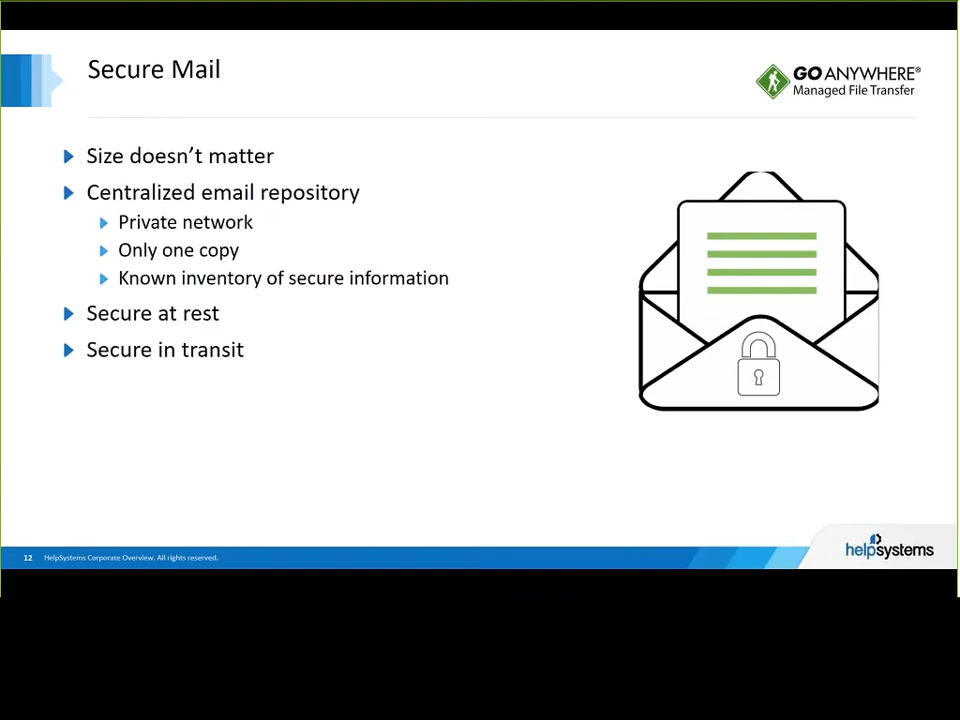 Secure Mail
GO ANYWHERE®
Managed File Transfer
Size doesn’t matter
Centralized email repository
Private network
Only one copy
Known inventory of secure information
Secure at rest
Secure in transit
12 HelpSystems Corporate Overview. All rights reserved.
helpsystems